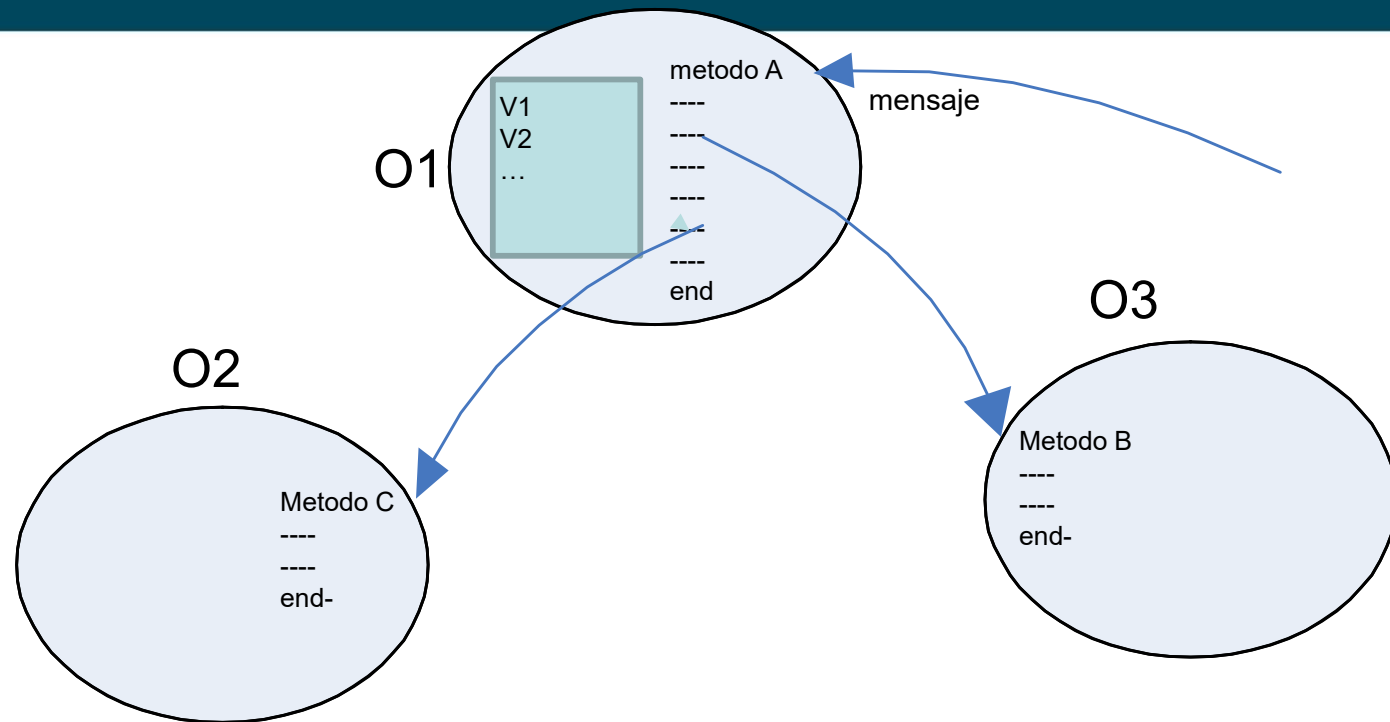 O1
V1
V2
…
metodo A
----
----
----
----
----
----
end
mensaje
O2
Metodo C
----
----
end-
O3
Metodo B
----
----
end-